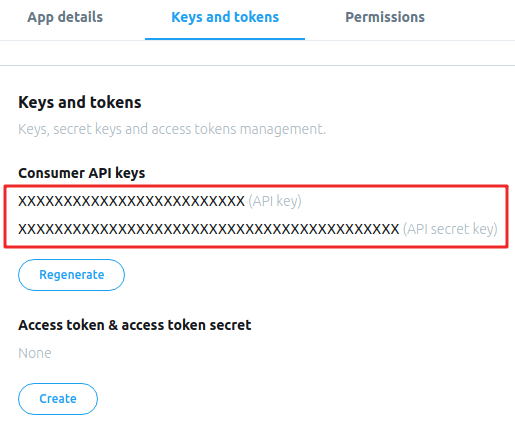 App details Keys and tokens Permissions
Keys and tokens
Keys, secret keys and access tokens management.
Consumer API keys
XXXXXXXXXXXXXXXXXXXXXXXXX (API key)
XXXXXXXXXXXXXXXXXXXXXXXXXXXXXXXXXXXXXXXXXX (API secret key)
Regenerate
Access token & access token secret
None
Create